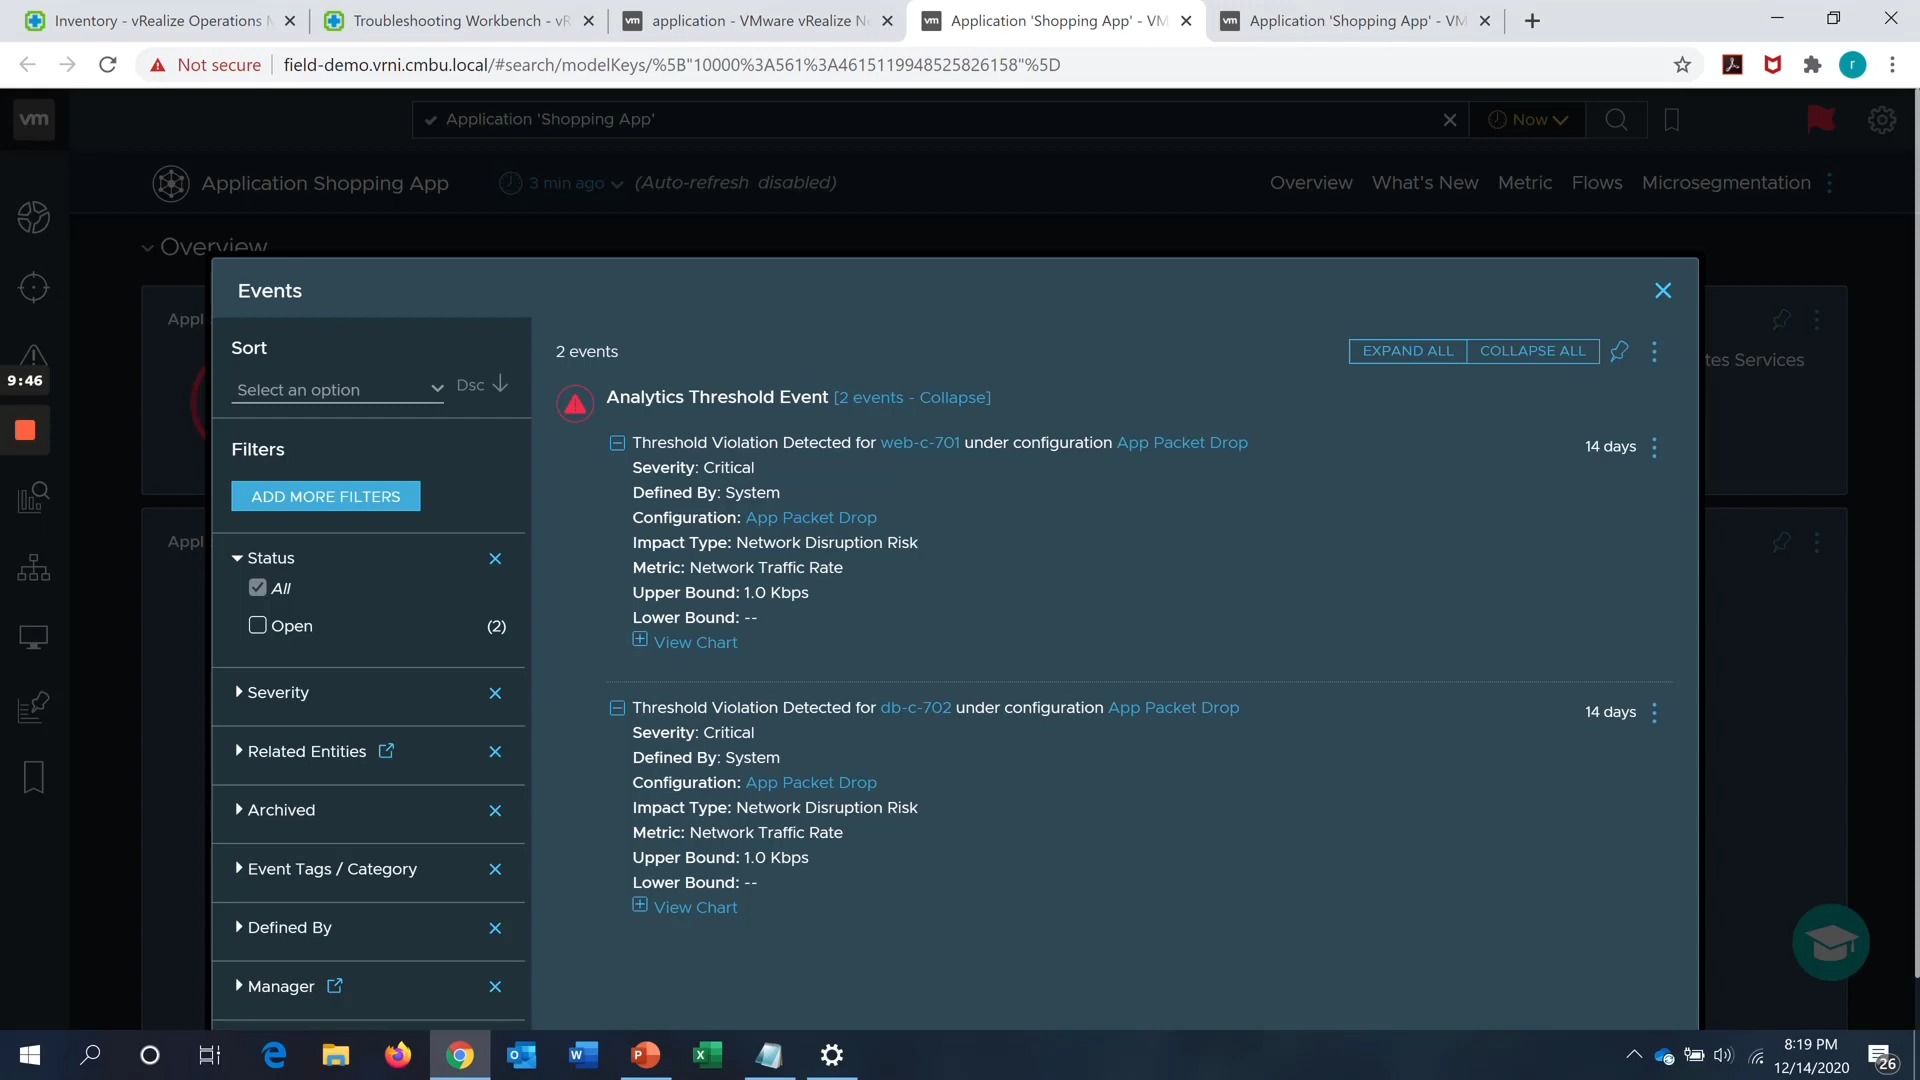 Inventory - vRealize Operations M
Troubleshooting Workbench - vR
vm application - VMware vRealize Ne
vm Application 'Shopping App' - VM
vm Application 'Shopping App' - VM
Not secure
field-demo.vrni.cmbu.local/#search/modelKeys/%5B"10000%3A561%3A4615119948525826158"%5D
r
vm
Application 'Shopping App'
Now
Application Shopping App
3 min ago
(Auto-refresh disabled)
Overview
What's New
Metric
Flows
Microsegmentation
Overview
Appl
tes Services
Appl
9:46
Events
Sort
Select an option
Dsc
Filters
ADD MORE FILTERS
Status
All
Open
(2)
Severity
Related Entities
Archived
Event Tags / Category
Defined By
Manager
2 events
EXPAND ALL
COLLAPSE ALL
Analytics Threshold Event [2 events - Collapse]
Threshold Violation Detected for web-c-701 under configuration App Packet Drop
14 days
Severity: Critical
Defined By: System
Configuration: App Packet Drop
Impact Type: Network Disruption Risk
Metric: Network Traffic Rate
Upper Bound: 1.0 Kbps
Lower Bound: --
View Chart
Threshold Violation Detected for db-c-702 under configuration App Packet Drop
14 days
Severity: Critical
Defined By: System
Configuration: App Packet Drop
Impact Type: Network Disruption Risk
Metric: Network Traffic Rate
Upper Bound: 1.0 Kbps
Lower Bound: --
View Chart
8:19 PM
12/14/2020
26